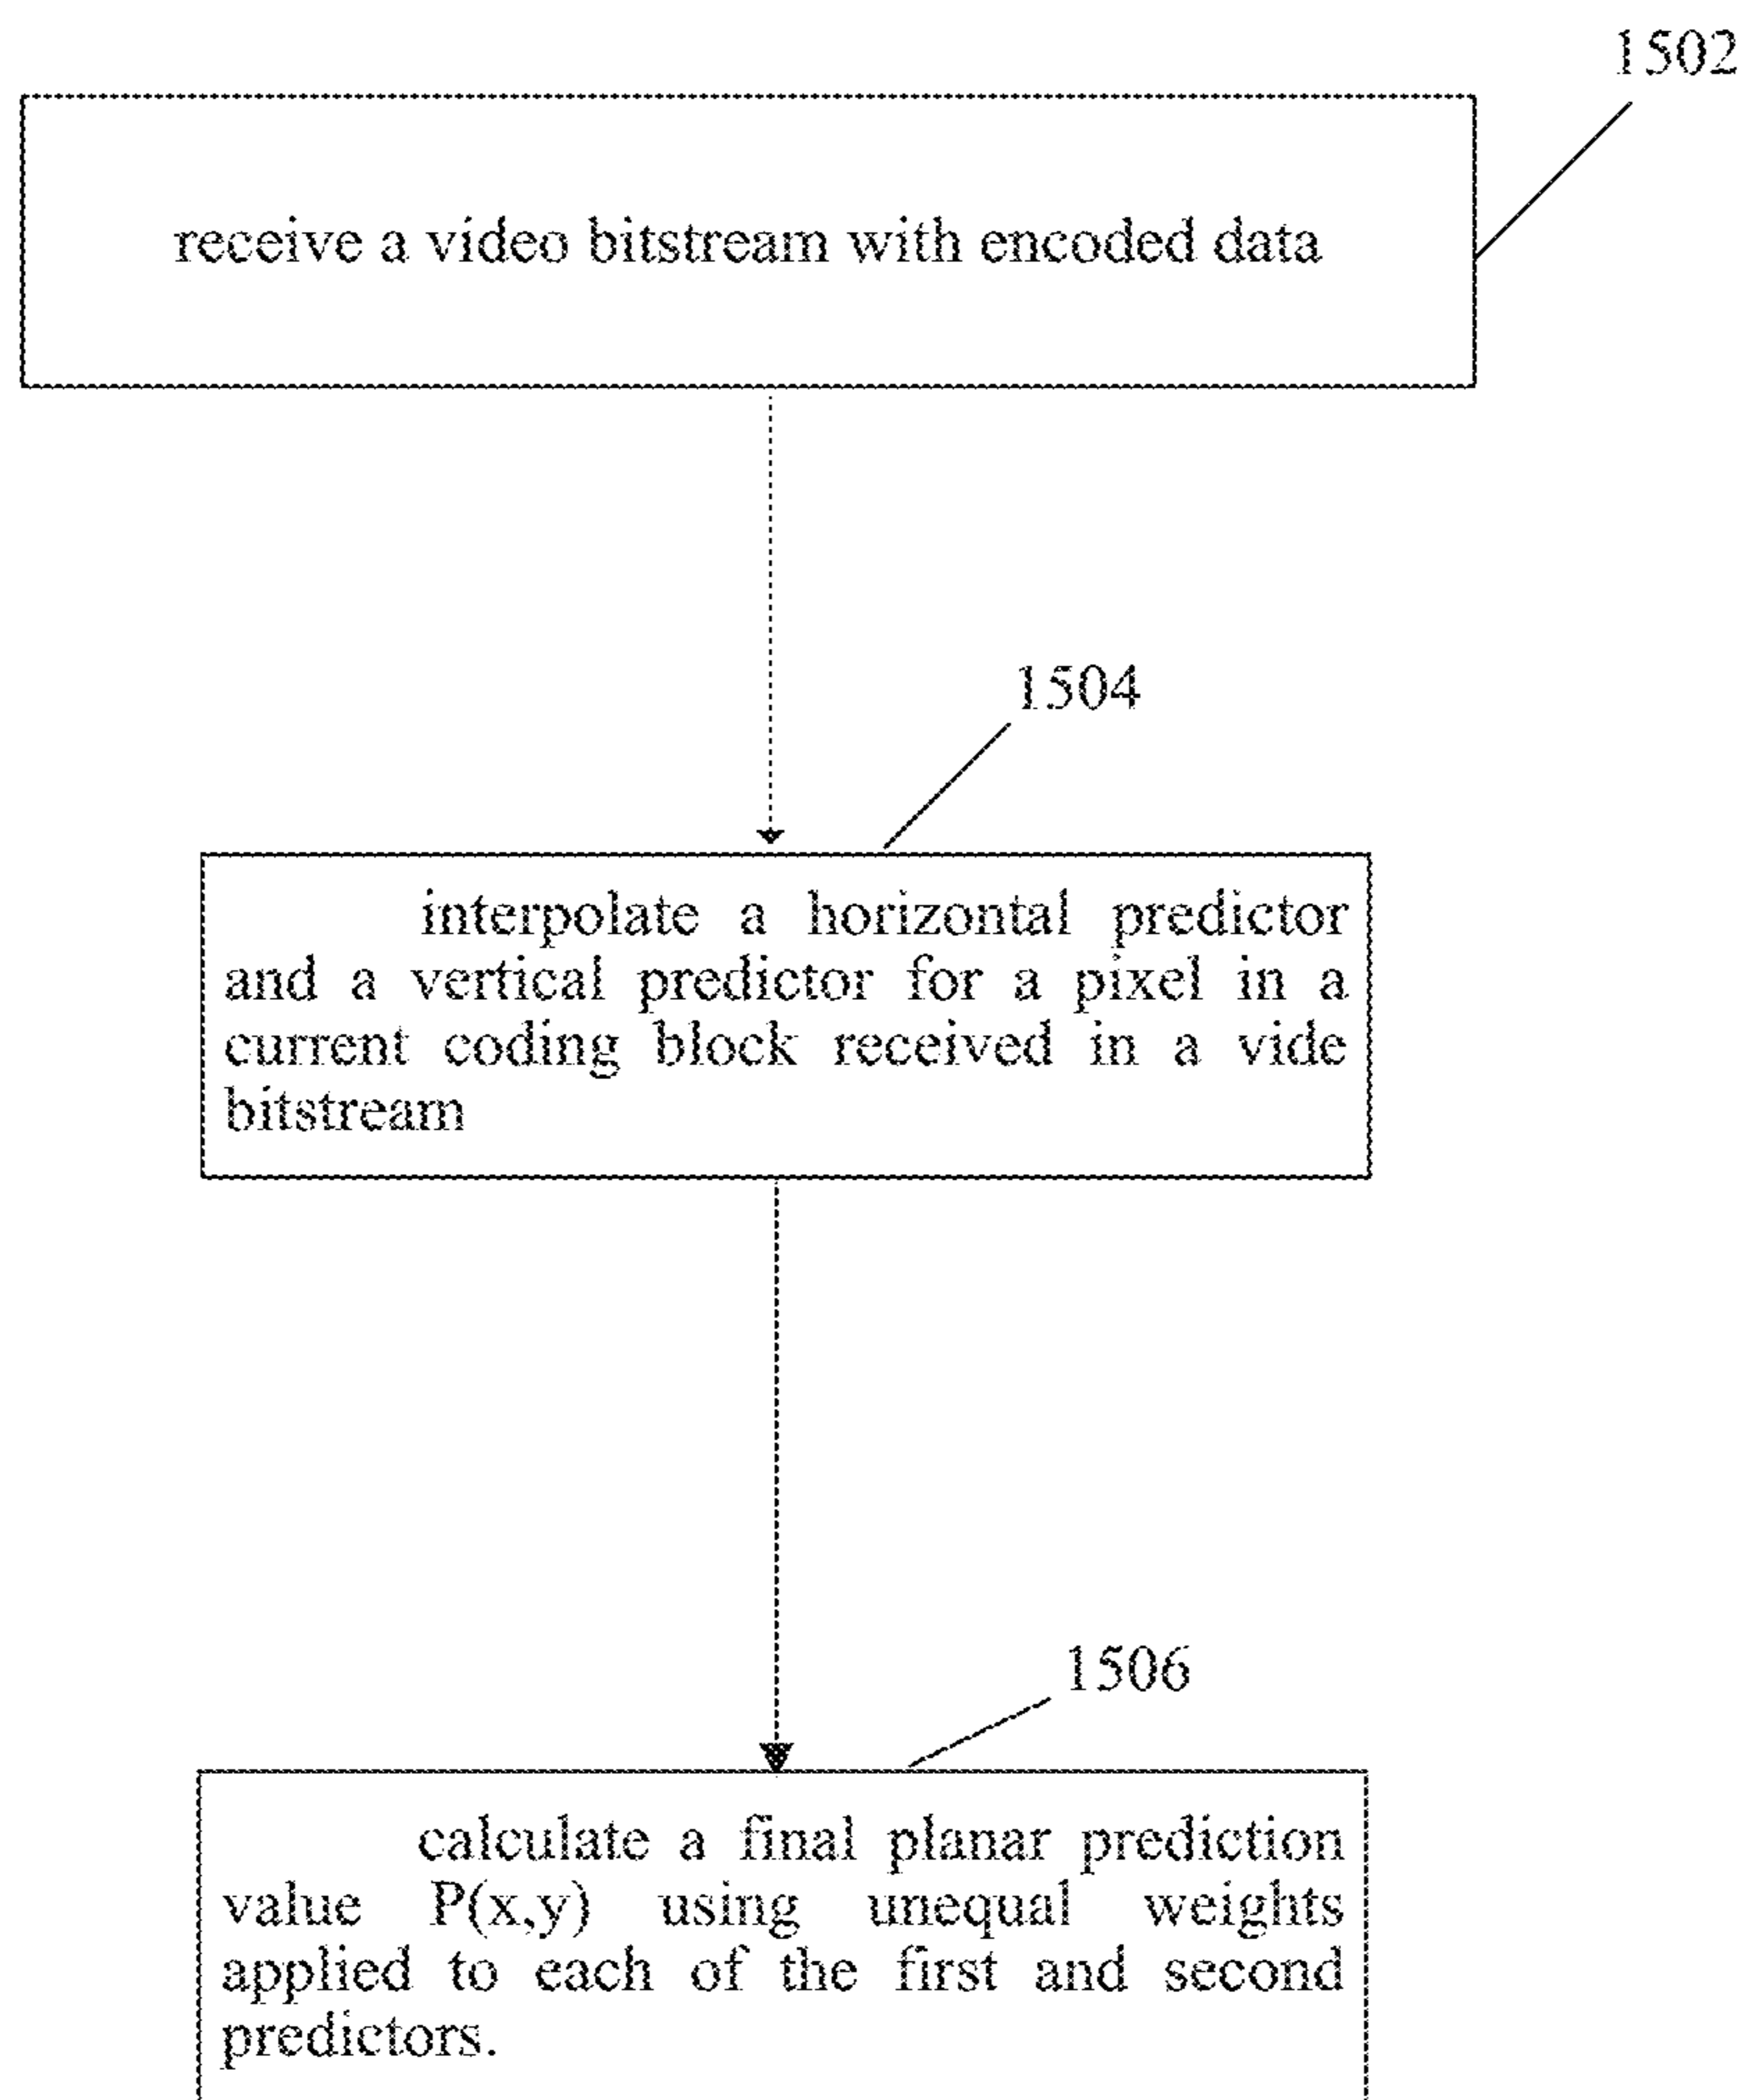 1502
receive a video bitstream with encoded data
1504
interpolate a horizontal predictor
and a vertical predictor for a pixel in a
current coding block received in a vide
bitstream
1506
calculate a final planar prediction
value P(x,y) using unequal weights
applied to each of the first and second
predictors.